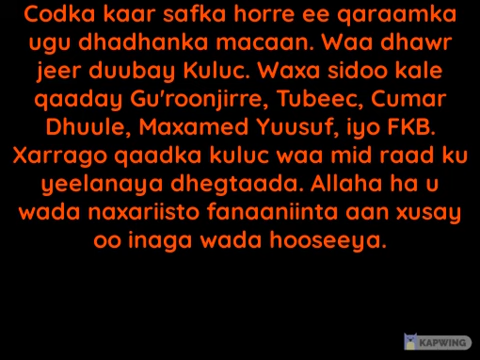 Codka kaar safka horre ee qaraamka
ugu dhadhanka macaan. Waa dhawr
jeer duubay Kuluc. Waxa sidoo kale
qaaday Gu'roonjirre, Tubeec, Cumar
Dhuule, Maxamed Yuusuf, iyo FKB.
Xarrago qaadka kuluc waa mid raad ku
yeelanaya dhegtaada. Allaha ha u
wada naxariisto fanaaniinta aan xusay
oo inaga wada hooseeya.
KAPWING